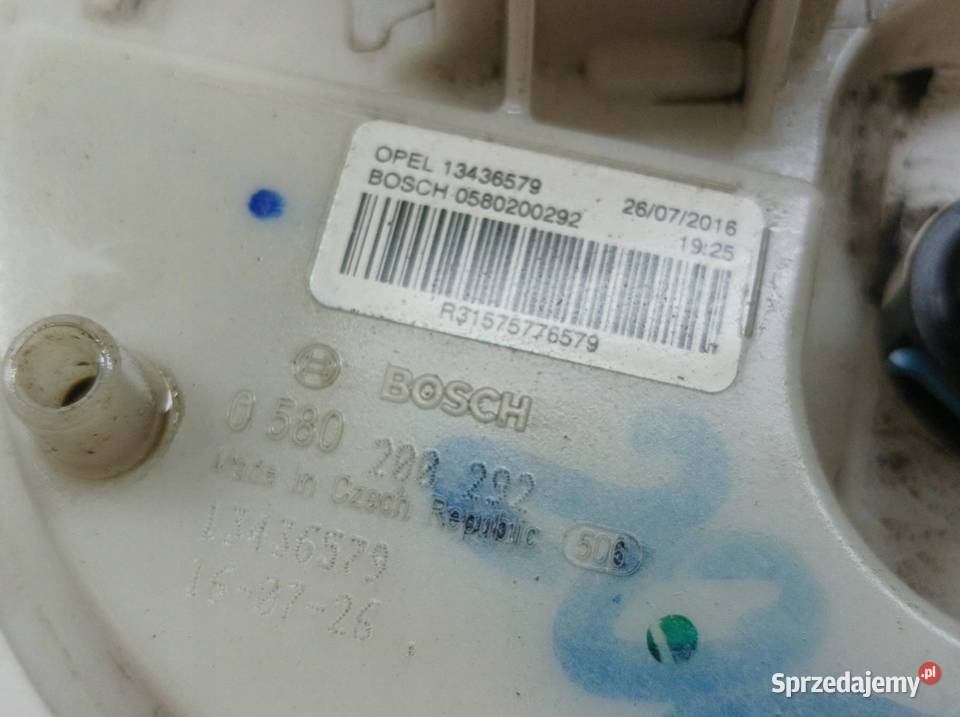 OPEL 13436579
BOSCH 0580200292
26/07/2016
19:25
R31575776579
BOSCH
0 580 200 292
Made in Czech Republic 506
13436579
16-07-26
Sprzedajemy.pl